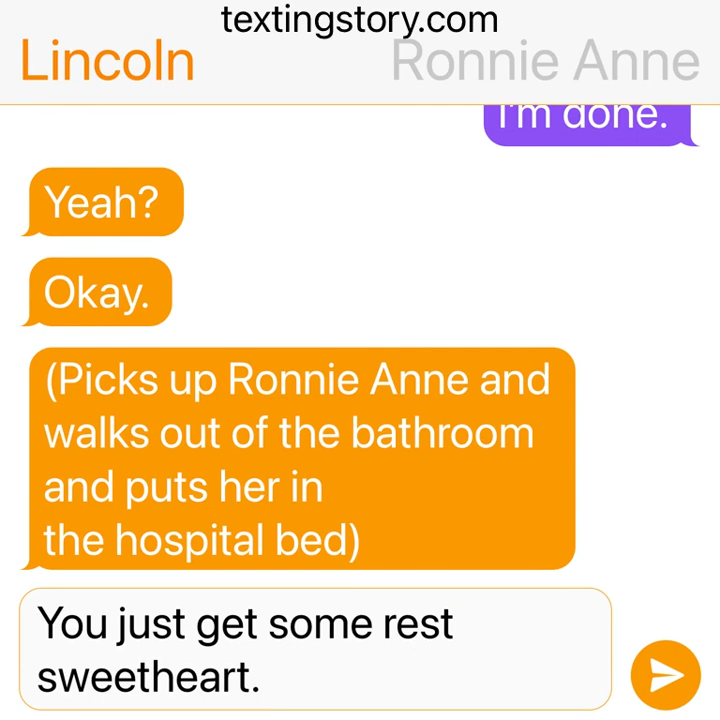 textingstory.com
Lincoln
Ronnie Anne
I'm done.
Yeah?
Okay.
(Picks up Ronnie Anne and
walks out of the bathroom
and puts her in
the hospital bed)
You just get some rest
sweetheart.